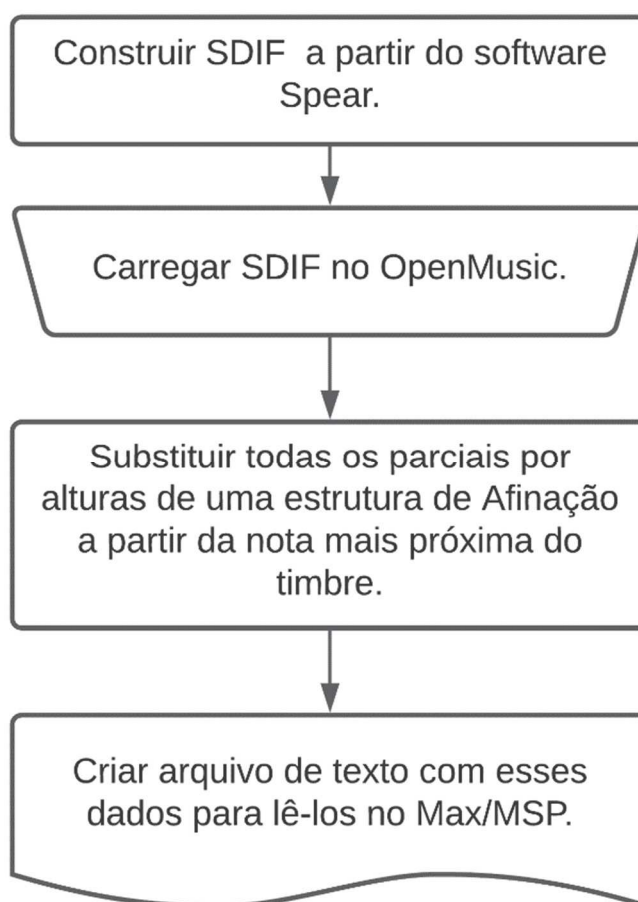 Construir SDIF a partir do software
Spear.
Carregar SDIF no OpenMusic.
Substituir todas os parciais por
alturas de uma estrutura de Afinação
a partir da nota mais próxima do
timbre.
Criar arquivo de texto com esses
dados para lê-los no Max/MSP.